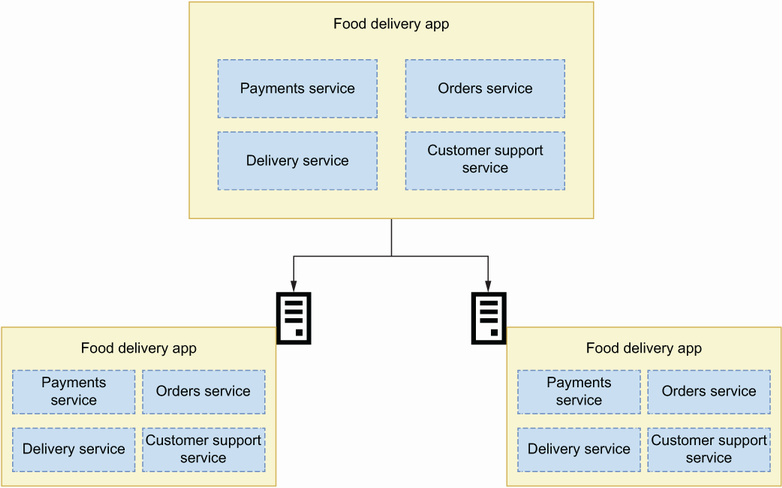 Food delivery app
Payments service
Orders service
Delivery service
Customer support
service
Food delivery app
Payments
service
Orders service
Delivery service
Customer support
service
Food delivery app
Payments
service
Orders service
Delivery service
Customer support
service